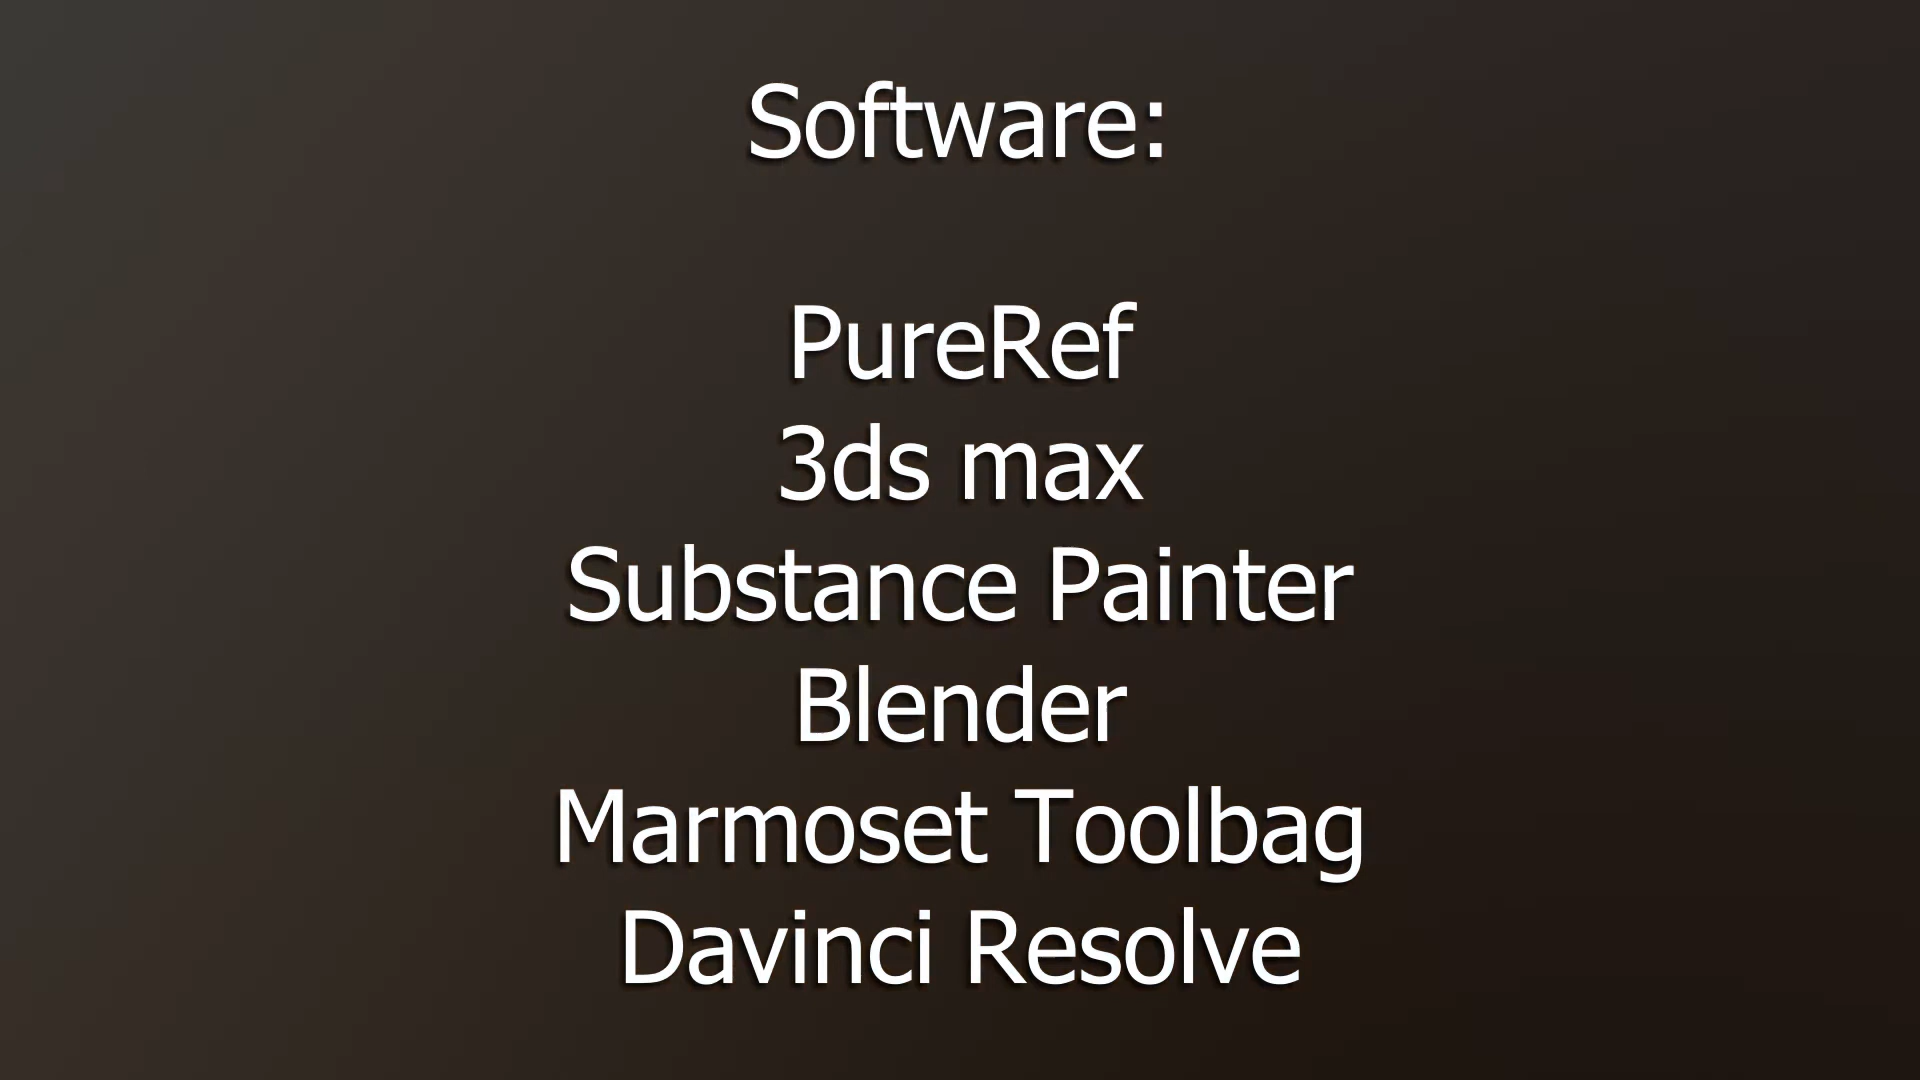 Software:
PureRef
3ds max
Substance Painter
Blender
Marmoset Toolbag
Davinci Resolve